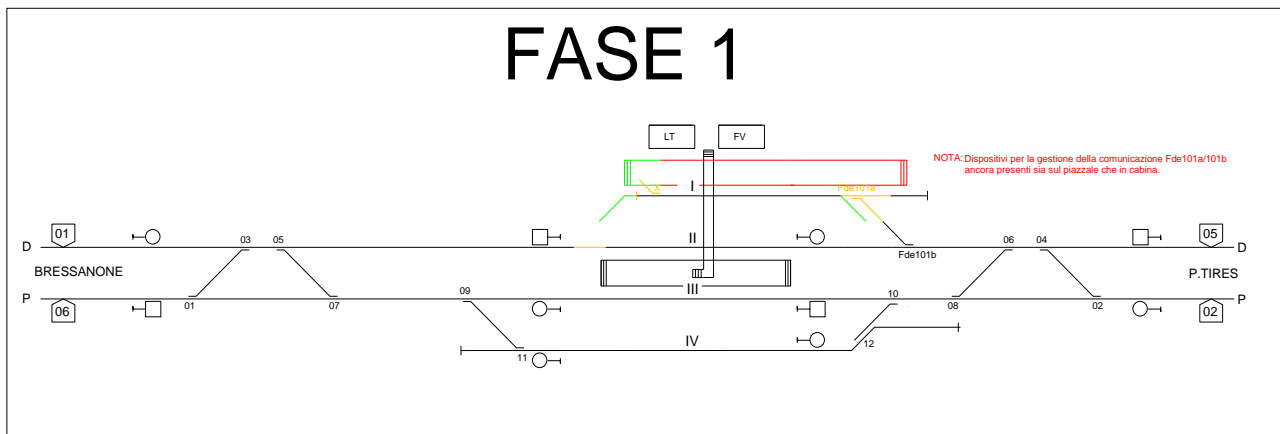 FASE 1
LT
FV
NOTA: Dispositivi per la gestione della comunicazione Fde101a/101b
ancora presenti sia sul piazzale che in cabina.
X
I
Fde101a
01
05
03
05
II
06
04
D
D
Fde101b
BRESSANONE
P.TIRES
III
P
P
09
10
06
01
07
08
02
02
IV
11
12